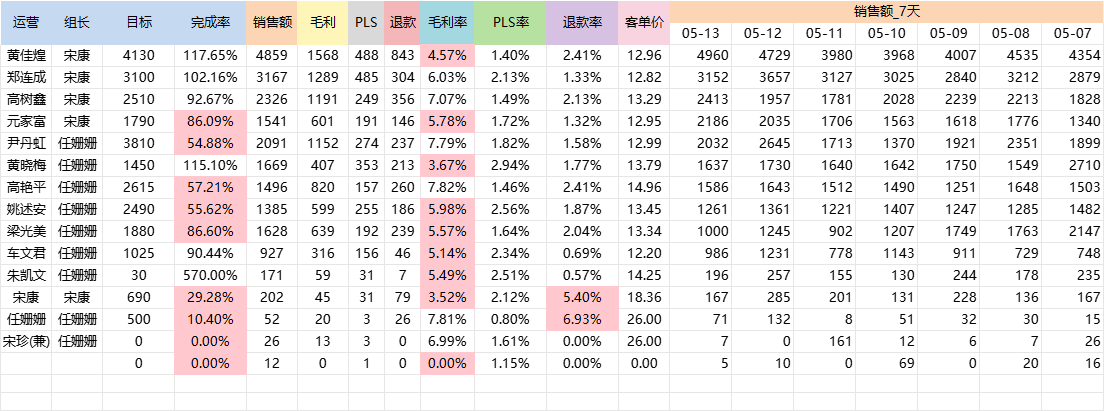 运营 组长 目标 完成率 销售额 毛利 PLS 退款 毛利率 PLS率 退款率 客单价 销售额_7天
05-13 05-12 05-11 05-10 05-09 05-08 05-07
黄佳煌 宋康 4130 117.65% 4859 1568 488 843 4.57% 1.40% 2.41% 12.96 4960 4729 3980 3968 4007 4535 4354
郑连成 宋康 3100 102.16% 3167 1289 485 304 6.03% 2.13% 1.33% 12.82 3152 3657 3127 3025 2840 3212 2879
高树鑫 宋康 2510 92.67% 2326 1191 249 356 7.07% 1.49% 2.13% 13.29 2413 1957 1781 2028 2239 2213 1828
元家富 宋康 1790 86.09% 1541 601 191 146 5.78% 1.72% 1.32% 12.95 2186 2035 1706 1563 1618 1776 1340
尹丹虹 任姗姗 3810 54.88% 2091 1152 274 237 7.79% 1.82% 1.58% 12.99 2032 2645 1713 1370 1921 2351 1899
黄晓梅 任姗姗 1450 115.10% 1669 407 353 213 3.67% 2.94% 1.77% 13.79 1637 1730 1640 1642 1750 1549 2710
高艳平 任姗姗 2615 57.21% 1496 820 157 260 7.82% 1.46% 2.41% 14.96 1586 1643 1512 1490 1251 1648 1503
姚述安 任姗姗 2490 55.62% 1385 599 255 186 5.98% 2.56% 1.87% 13.45 1261 1361 1221 1407 1247 1285 1482
梁光美 任姗姗 1880 86.60% 1628 639 192 239 5.57% 1.64% 2.04% 13.34 1000 1245 902 1207 1749 1763 2147
车文君 任姗姗 1025 90.44% 927 316 156 46 5.14% 2.34% 0.69% 12.20 986 1231 778 1143 911 729 748
朱凯文 任姗姗 30 570.00% 171 59 31 7 5.49% 2.51% 0.57% 14.25 196 257 155 130 244 178 235
宋康 宋康 690 29.28% 202 45 31 79 3.52% 2.12% 5.40% 18.36 167 285 201 131 228 136 167
任姗姗 任姗姗 500 10.40% 52 20 3 26 7.81% 0.80% 6.93% 26.00 71 132 8 51 32 30 15
宋珍(兼) 任姗姗 0 0.00% 26 13 3 0 6.99% 1.61% 0.00% 26.00 7 0 161 12 6 7 26
0 0.00% 12 0 1 0 0.00% 1.15% 0.00% 0.00 5 10 0 69 0 20 16